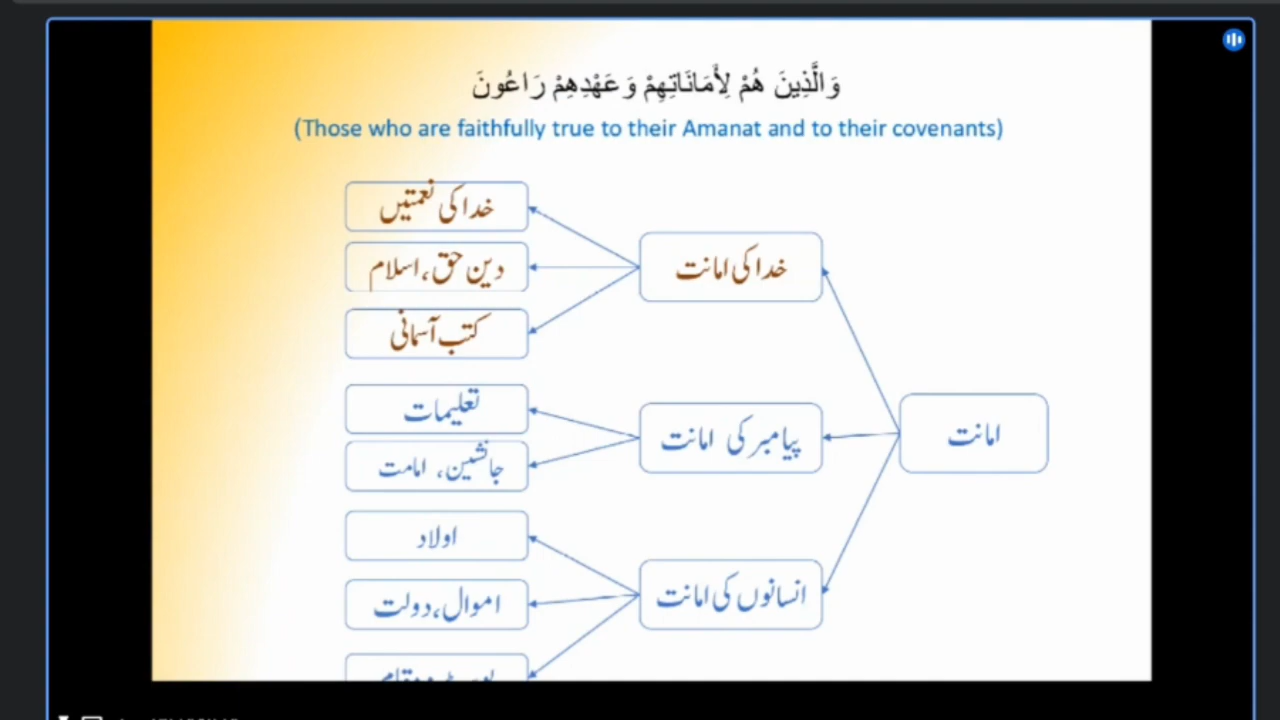 وَالَّذِينَ هُمْ لِأَمَانَاتِهِمْ وَعَهْدِهِمْ رَاعُونَ
(Those who are faithfully true to their Amanat and to their covenants)
امانت
خدا کی امانت
خدا کی نعمتیں
دین حق، اسلام
کتب آسمانی
پیامبر کی امانت
تعلیمات
جانشین، امامت
انسانوں کی امانت
اولاد
اموال، دولت